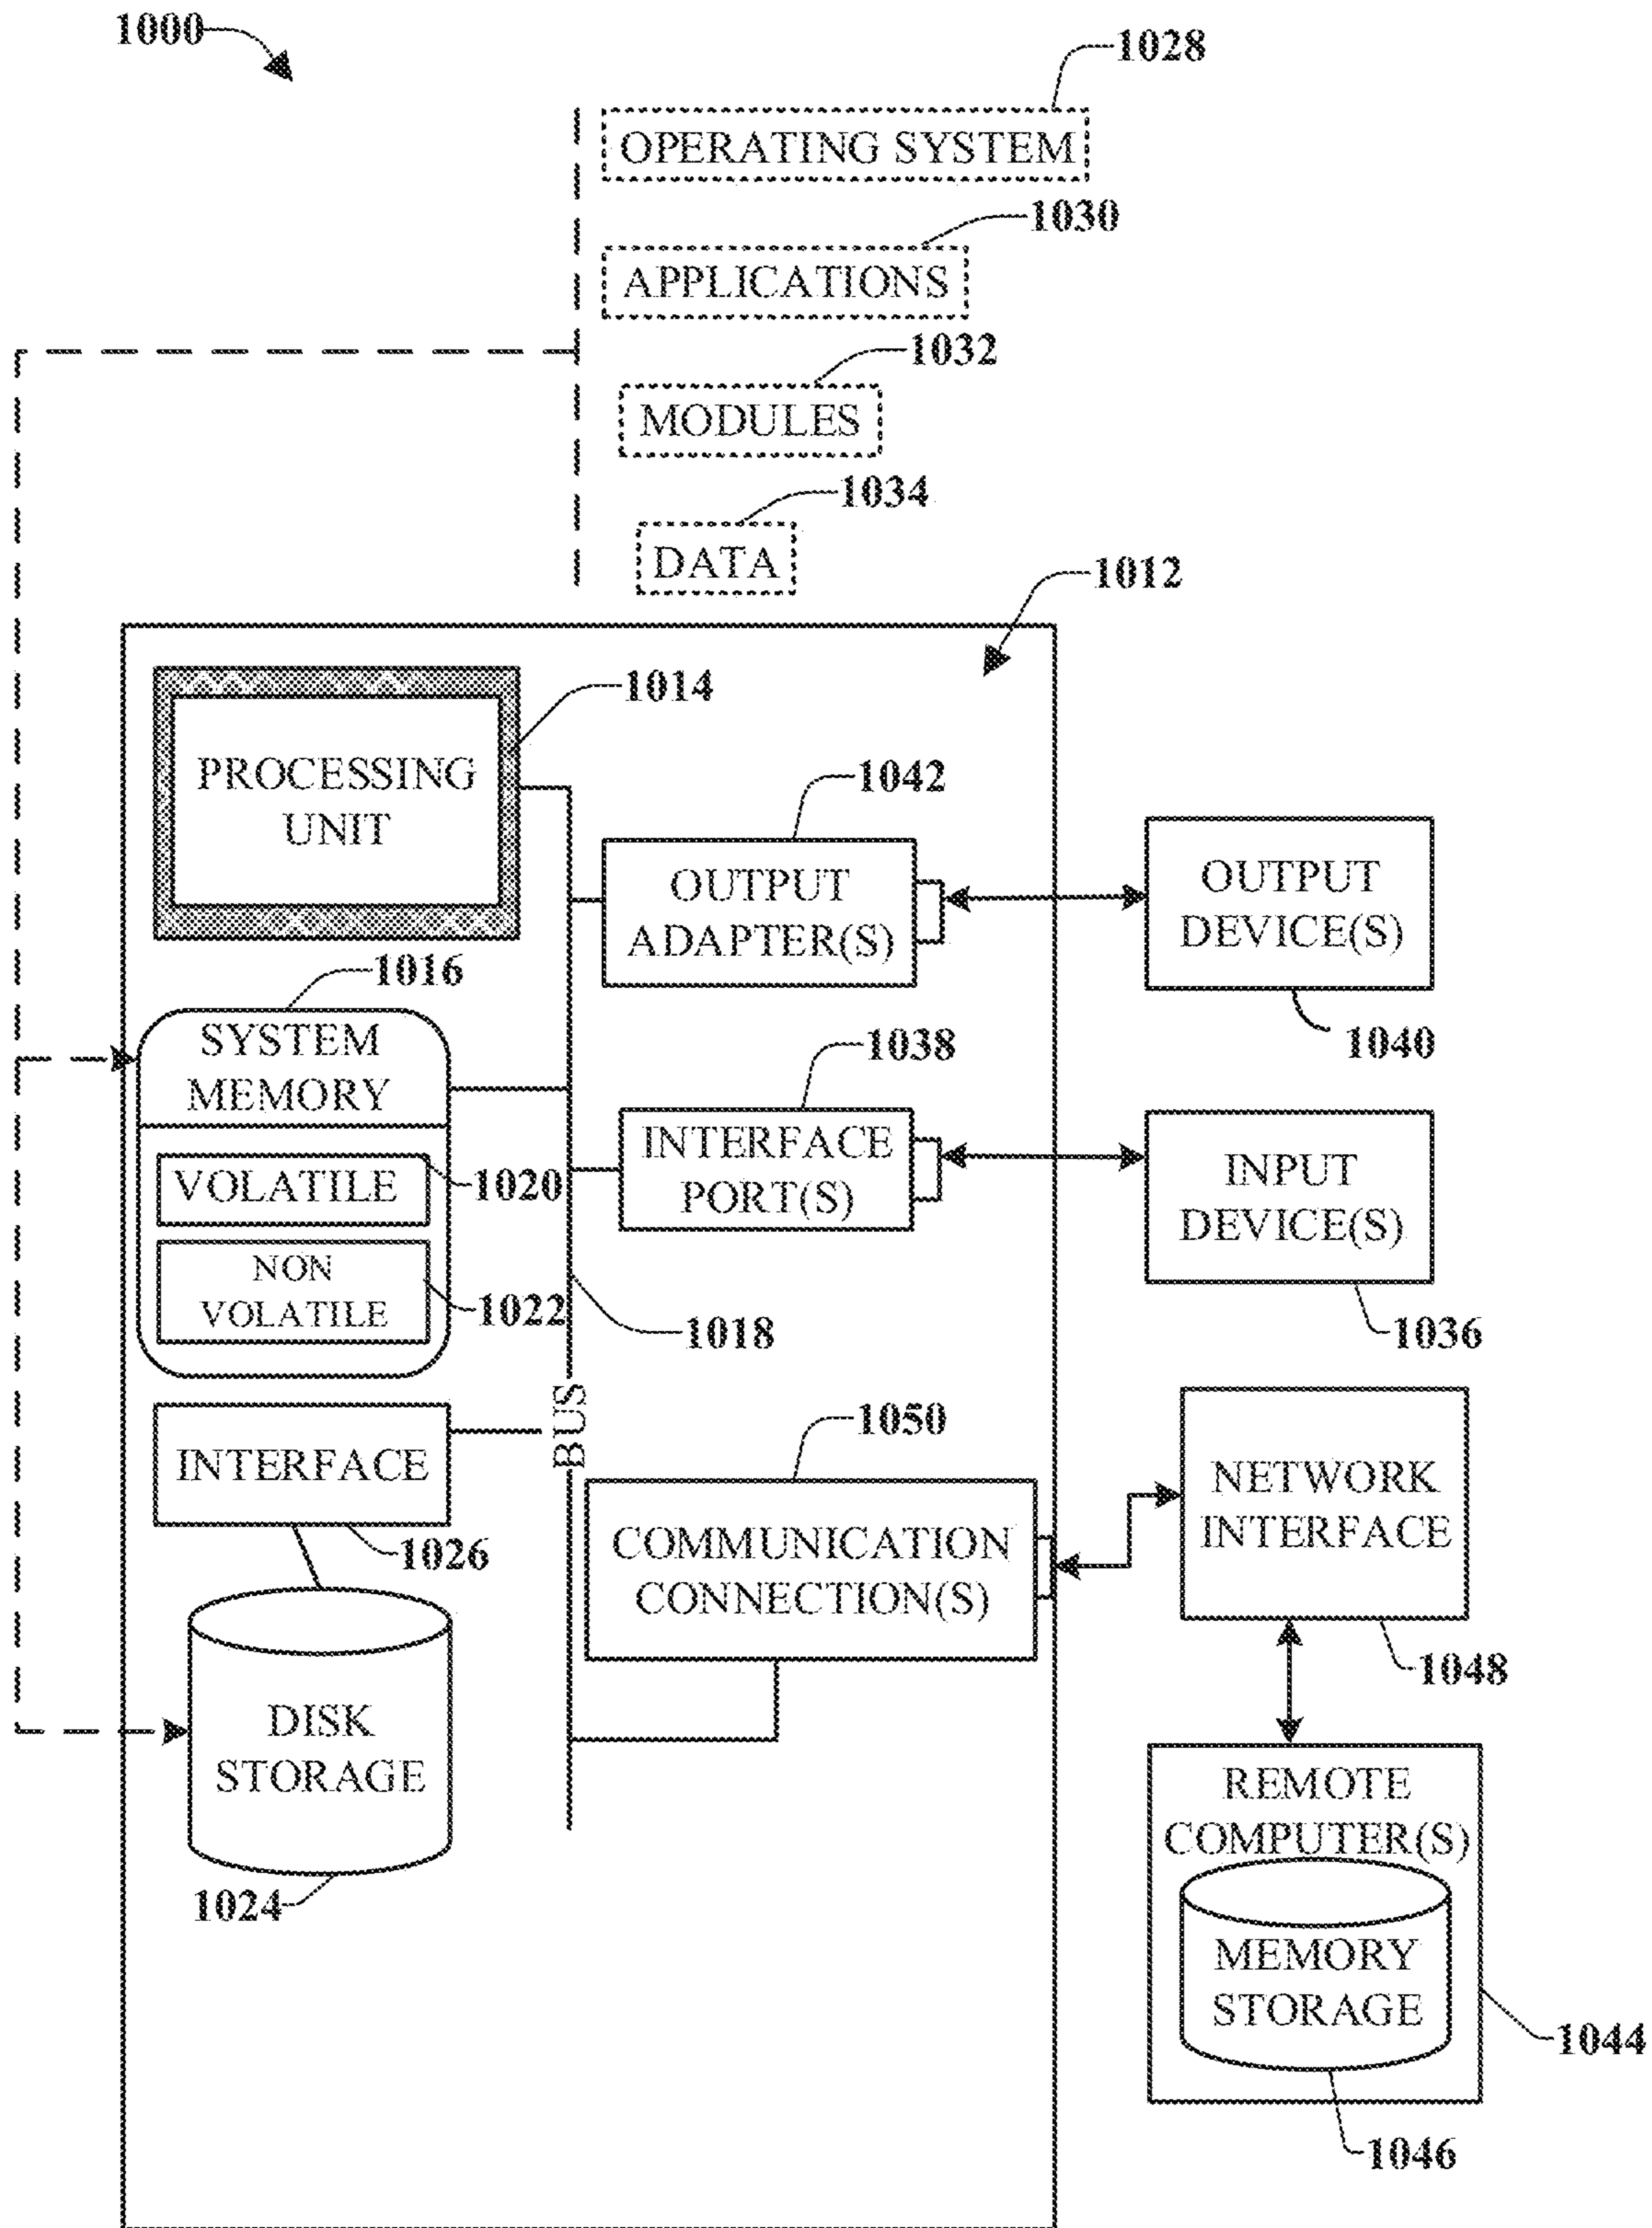 1000
1028
OPERATING SYSTEM
1030
APPLICATIONS
1032
MODULES
1034
DATA
1012
1014
PROCESSING
UNIT
1042
OUTPUT
ADAPTER(S)
OUTPUT
DEVICE(S)
1040
1016
SYSTEM
MEMORY
VOLATILE
1020
NON
VOLATILE
1022
1038
INTERFACE
PORT(S)
INPUT
DEVICE(S)
1036
1018
BUS
INTERFACE
1026
1050
COMMUNICATION
CONNECTION(S)
NETWORK
INTERFACE
1048
DISK
STORAGE
1024
REMOTE
COMPUTER(S)
MEMORY
STORAGE
1044
1046